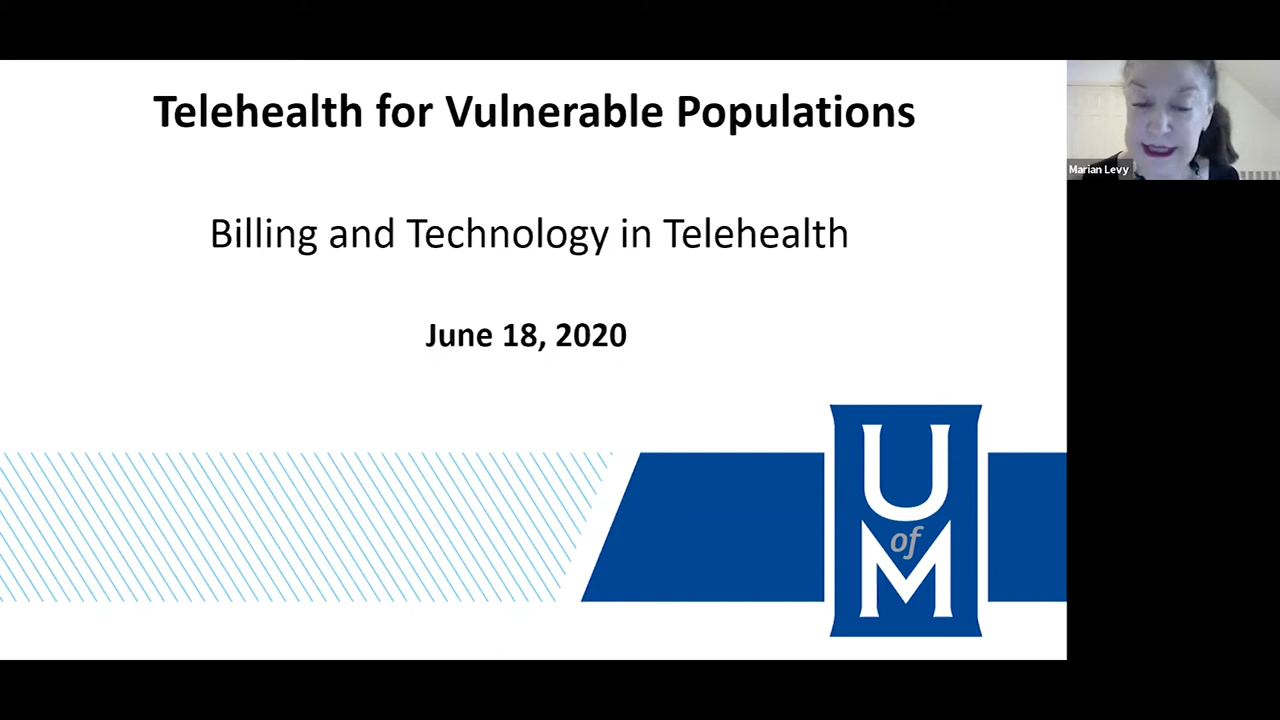 Telehealth for Vulnerable Populations
Marian Levy
Billing and Technology in Telehealth
June 18, 2020
U
of
M